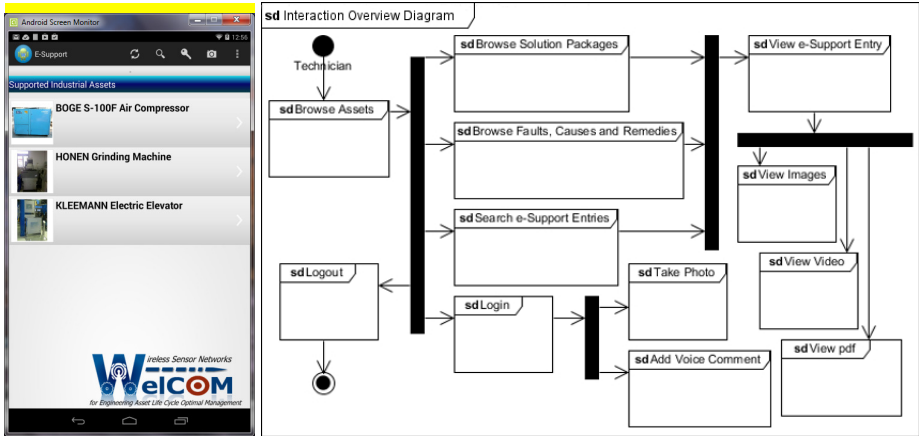 Android Screen Monitor
12:56
E-Support
Supported Industrial Assets
BOGE S-100F Air Compressor
HONEN Grinding Machine
KLEEMANN Electric Elevator
Wireless Sensor Networks
WelCOM
for Engineering Asset Life Cycle Optimal Management
sd Interaction Overview Diagram
Technician
sd Browse Assets
sd Browse Solution Packages
sd Browse Faults, Causes and Remedies
sd Search e-Support Entries
sd Logout
sd Login
sd Take Photo
sd Add Voice Comment
sd View e-Support Entry
sd View Images
sd View Video
sd View pdf